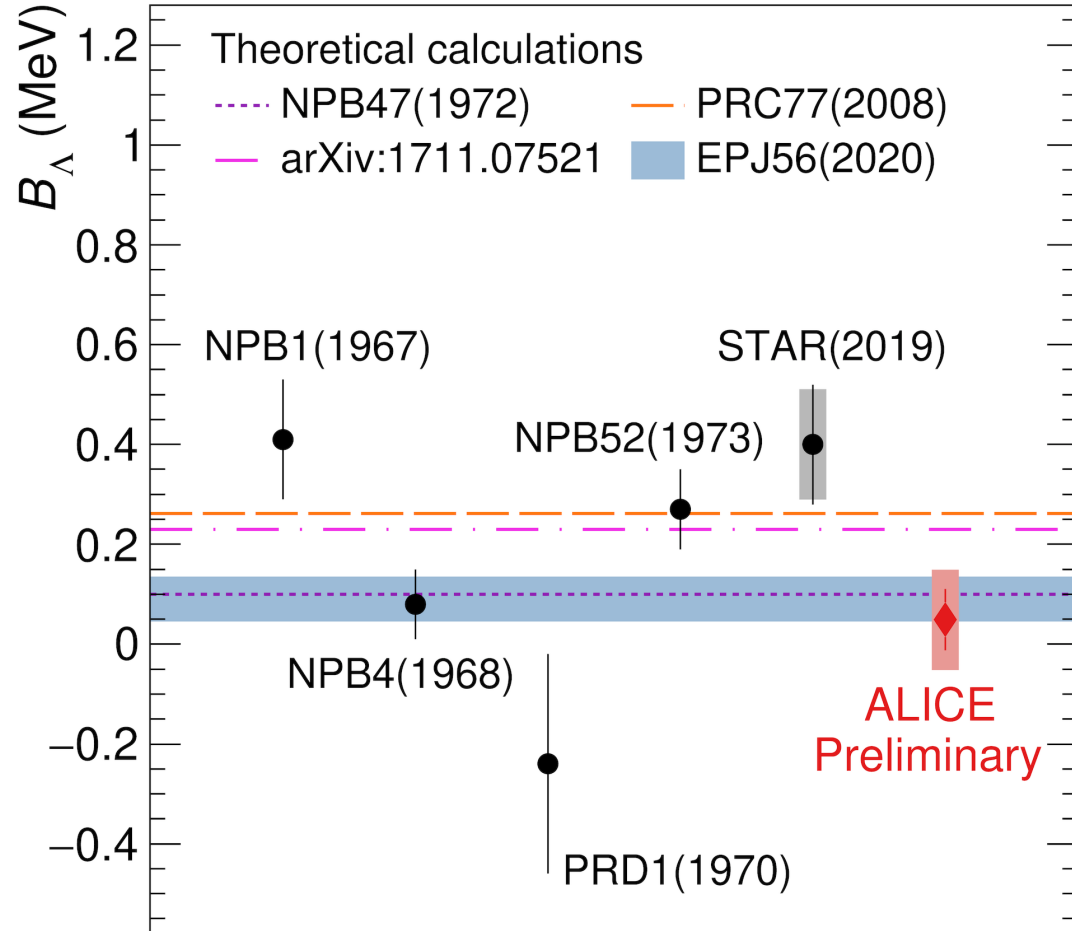 B_Λ (MeV)
1.2
1
0.8
0.6
0.4
0.2
0
−0.2
−0.4
Theoretical calculations
NPB47(1972)
PRC77(2008)
arXiv:1711.07521
EPJ56(2020)
NPB1(1967)
STAR(2019)
NPB52(1973)
NPB4(1968)
ALICE
Preliminary
PRD1(1970)